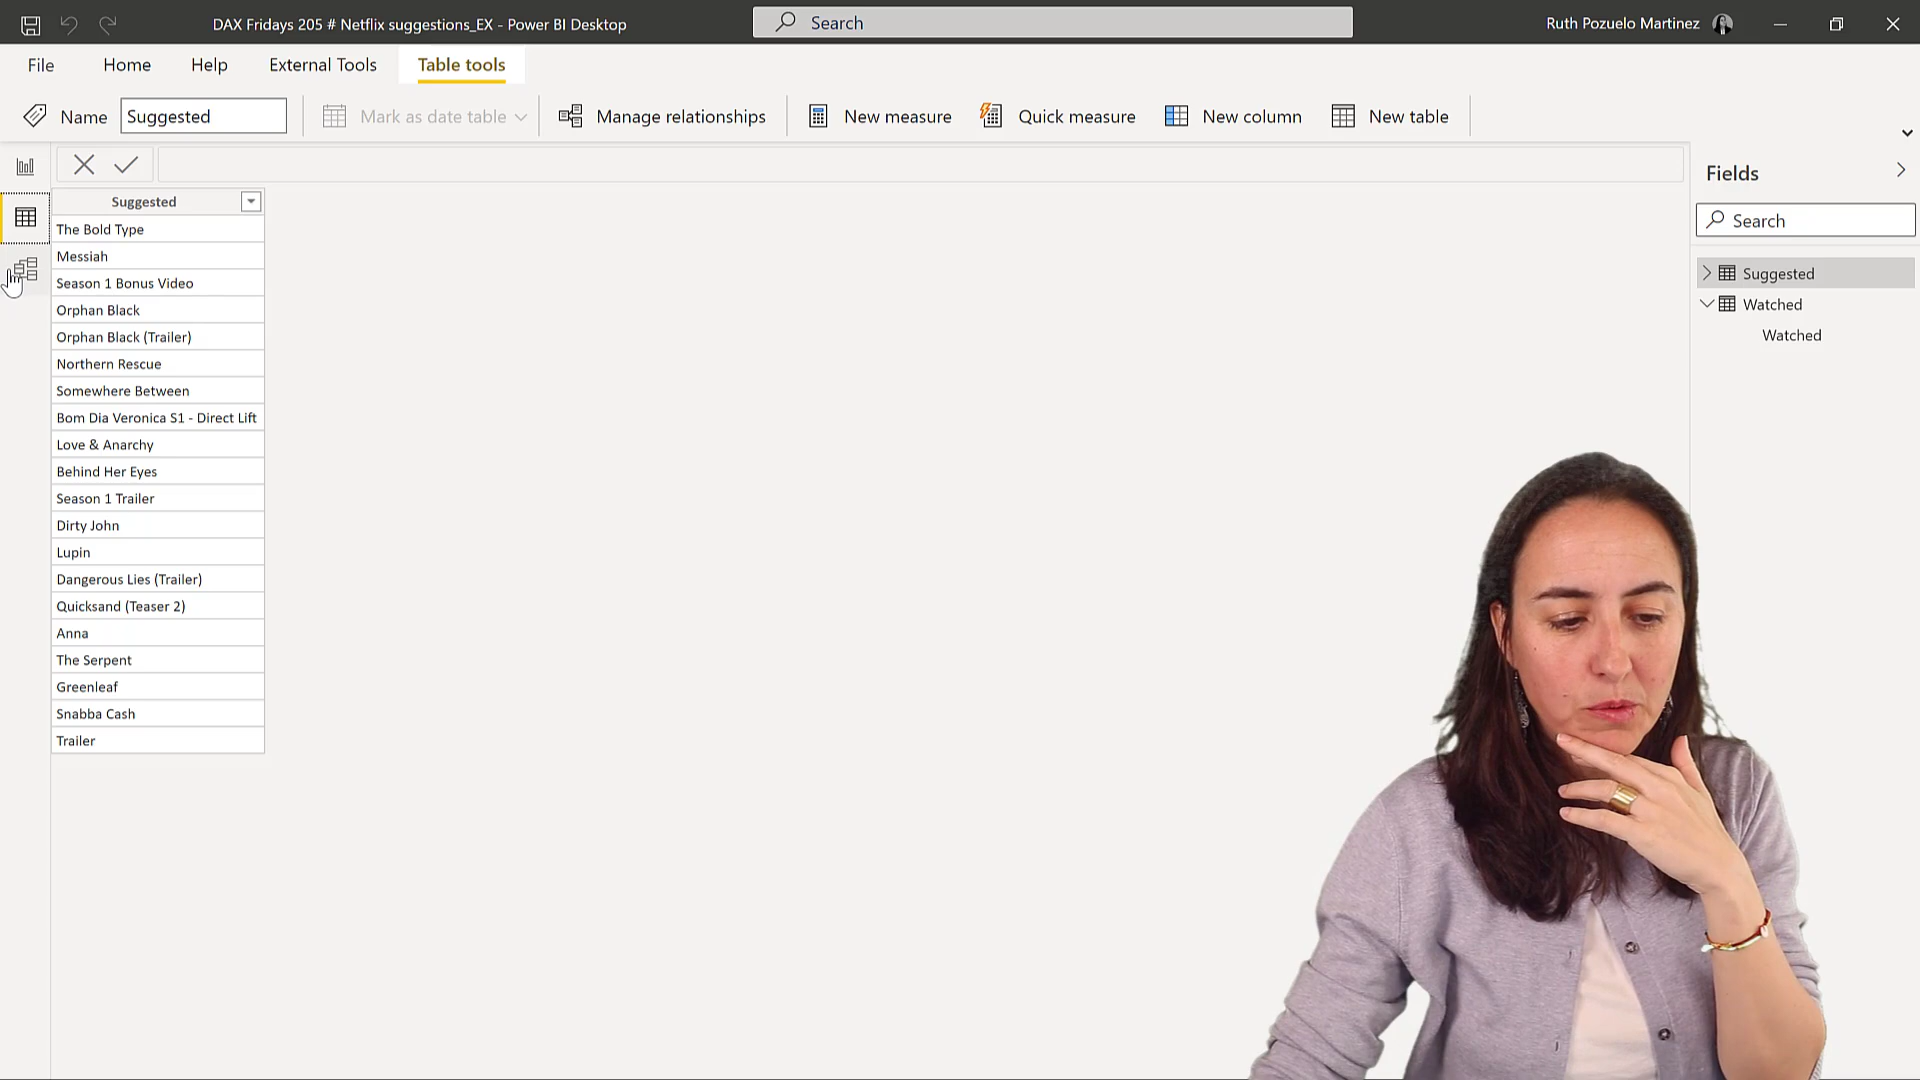 DAX Fridays 205 # Netflix suggestions_EX - Power BI Desktop
Search
Ruth Pozuelo Martinez
File
Home
Help
External Tools
Table tools
Name
Suggested
Mark as date table
Manage relationships
New measure
Quick measure
New column
New table
Suggested
The Bold Type
Messiah
Season 1 Bonus Video
Orphan Black
Orphan Black (Trailer)
Northern Rescue
Somewhere Between
Bom Dia Veronica S1 - Direct Lift
Love & Anarchy
Behind Her Eyes
Season 1 Trailer
Dirty John
Lupin
Dangerous Lies (Trailer)
Quicksand (Teaser 2)
Anna
The Serpent
Greenleaf
Snabba Cash
Trailer
Fields
Search
Suggested
Watched
Watched